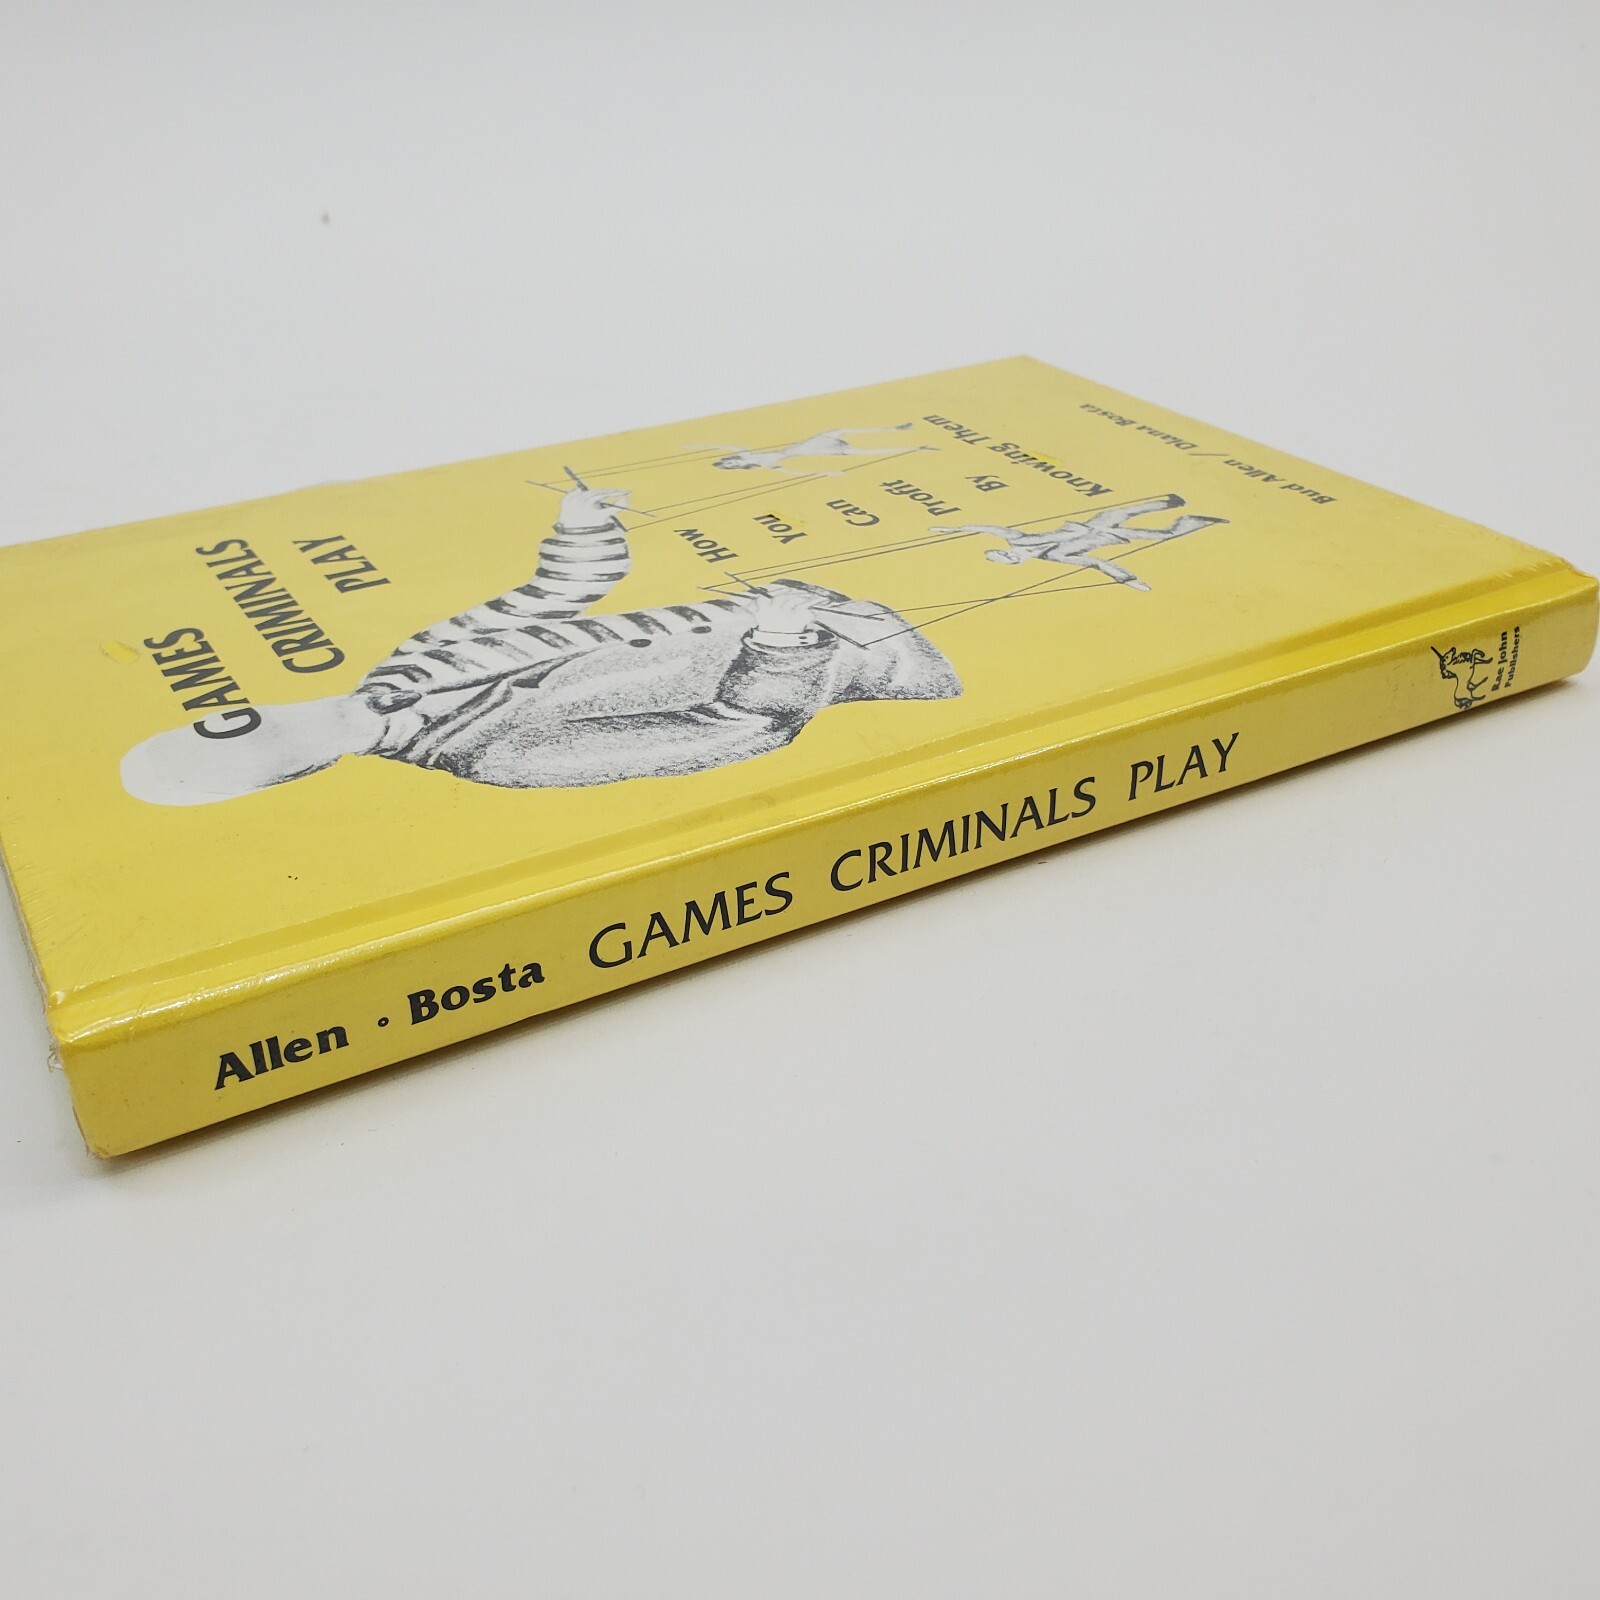 GAMES
CRIMINALS
PLAY
How
You
Can
Profit
By
Knowing Them
Bud Allen / Diana Bosta
Allen • Bosta GAMES CRIMINALS PLAY
Rae John
Publishers